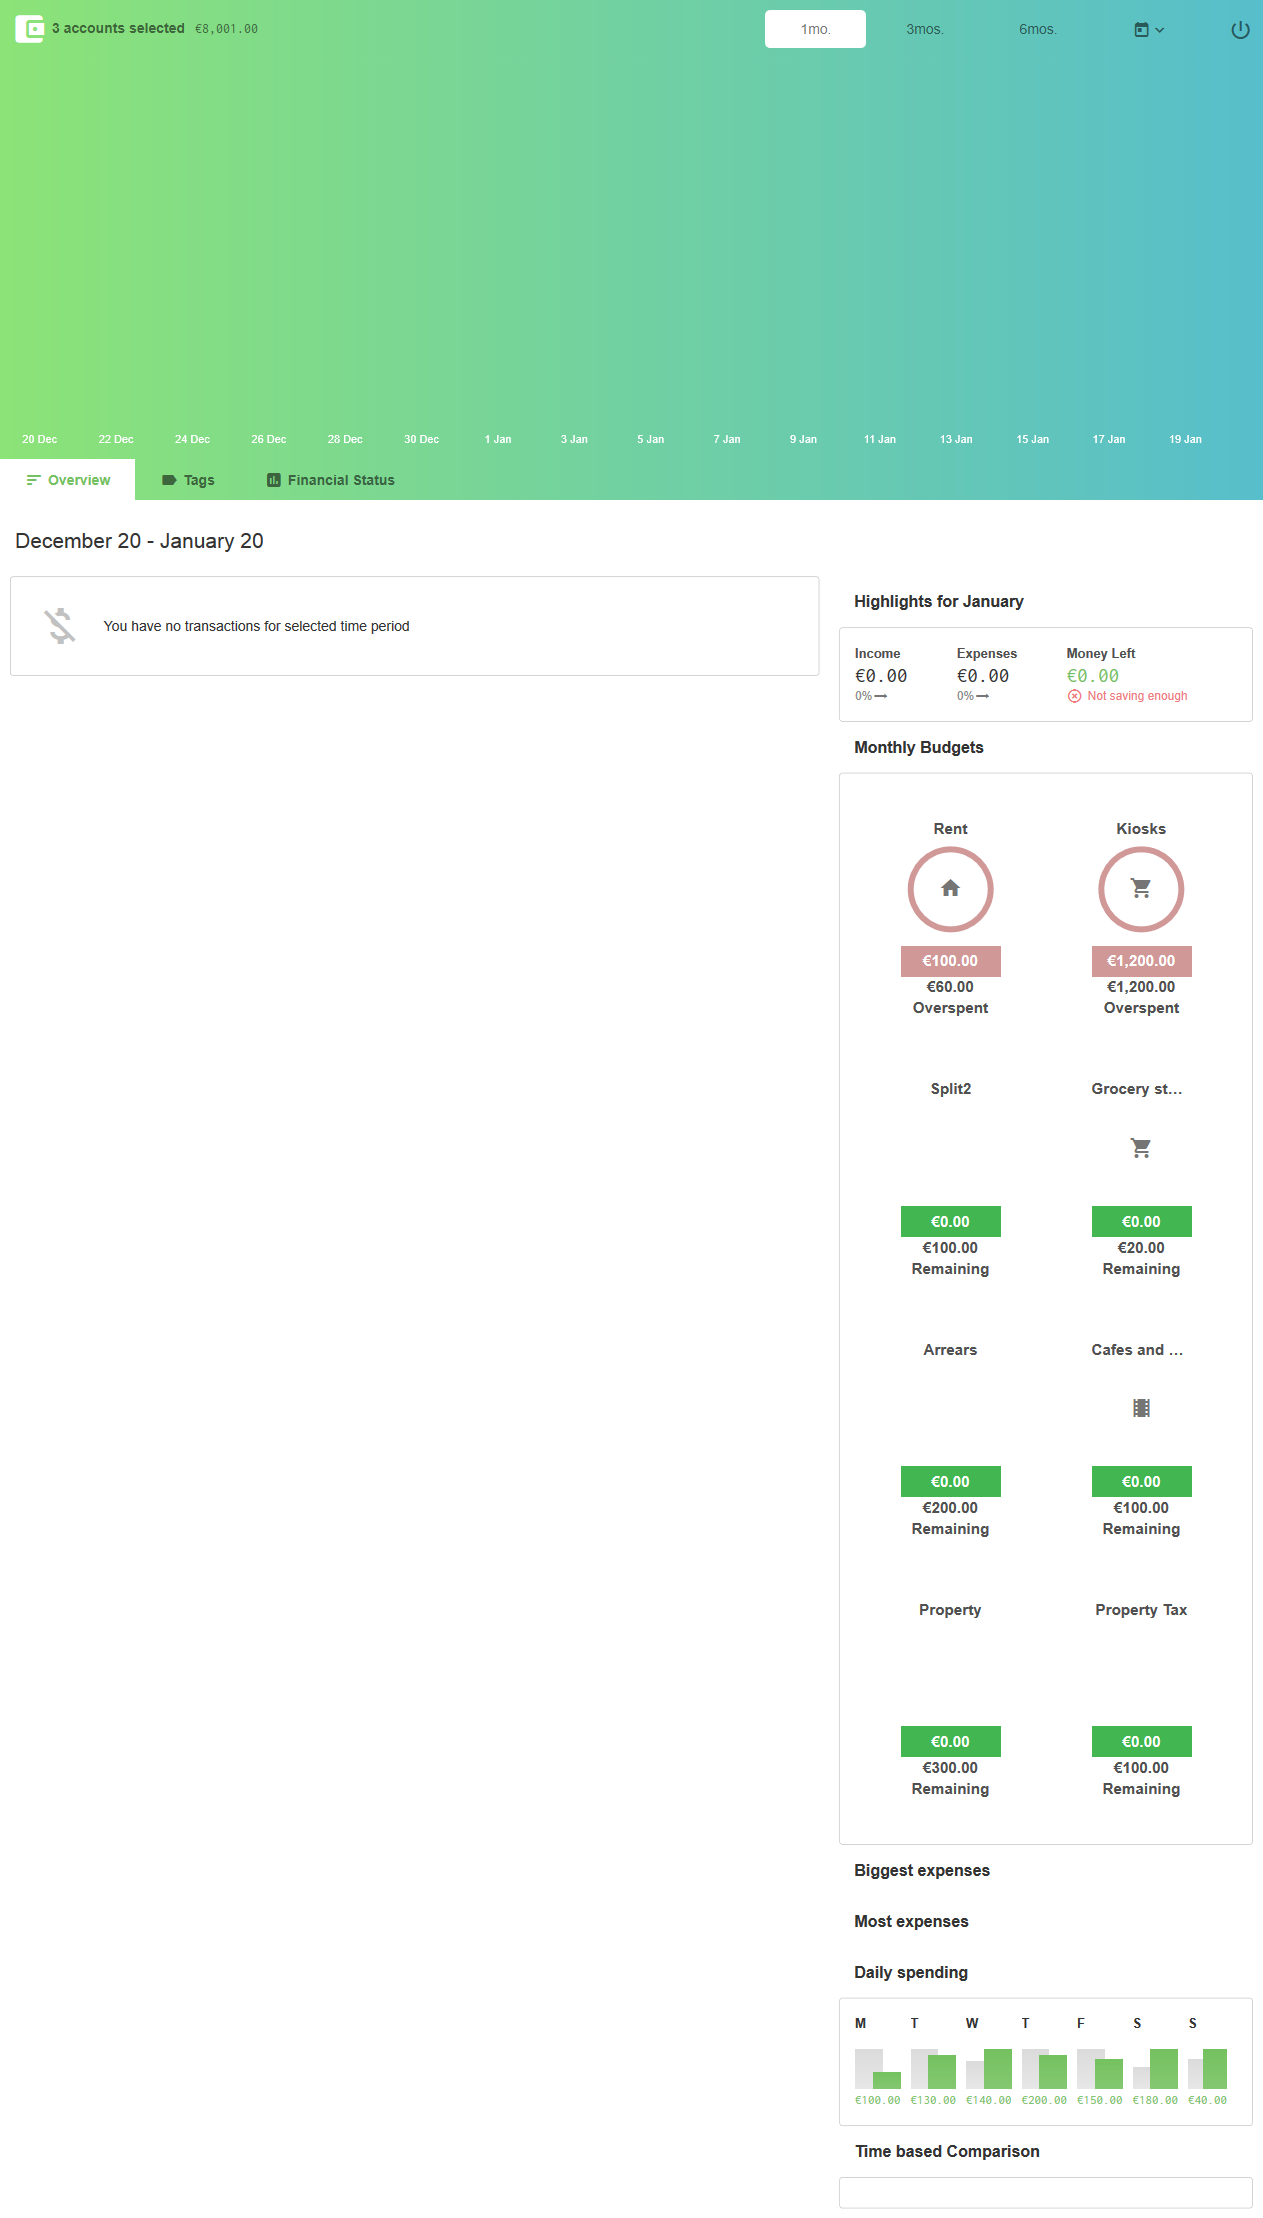 3 accounts selected €8,001.00
1mo. 3mos. 6mos.
20 Dec 22 Dec 24 Dec 26 Dec 28 Dec 30 Dec 1 Jan 3 Jan 5 Jan 7 Jan 9 Jan 11 Jan 13 Jan 15 Jan 17 Jan 19 Jan
Overview Tags Financial Status
December 20 - January 20
You have no transactions for selected time period
Highlights for January
Income Expenses Money Left
€0.00 €0.00 €0.00
0% 0% Not saving enough
Monthly Budgets
Rent Kiosks
€100.00 €1,200.00
€60.00 €1,200.00
Overspent Overspent
Split2 Grocery st...
€0.00 €0.00
€100.00 €20.00
Remaining Remaining
Arrears Cafes and ...
€0.00 €0.00
€200.00 €100.00
Remaining Remaining
Property Property Tax
€0.00 €0.00
€300.00 €100.00
Remaining Remaining
Biggest expenses
Most expenses
Daily spending
M T W T F S S
€100.00 €130.00 €140.00 €200.00 €150.00 €180.00 €40.00
Time based Comparison